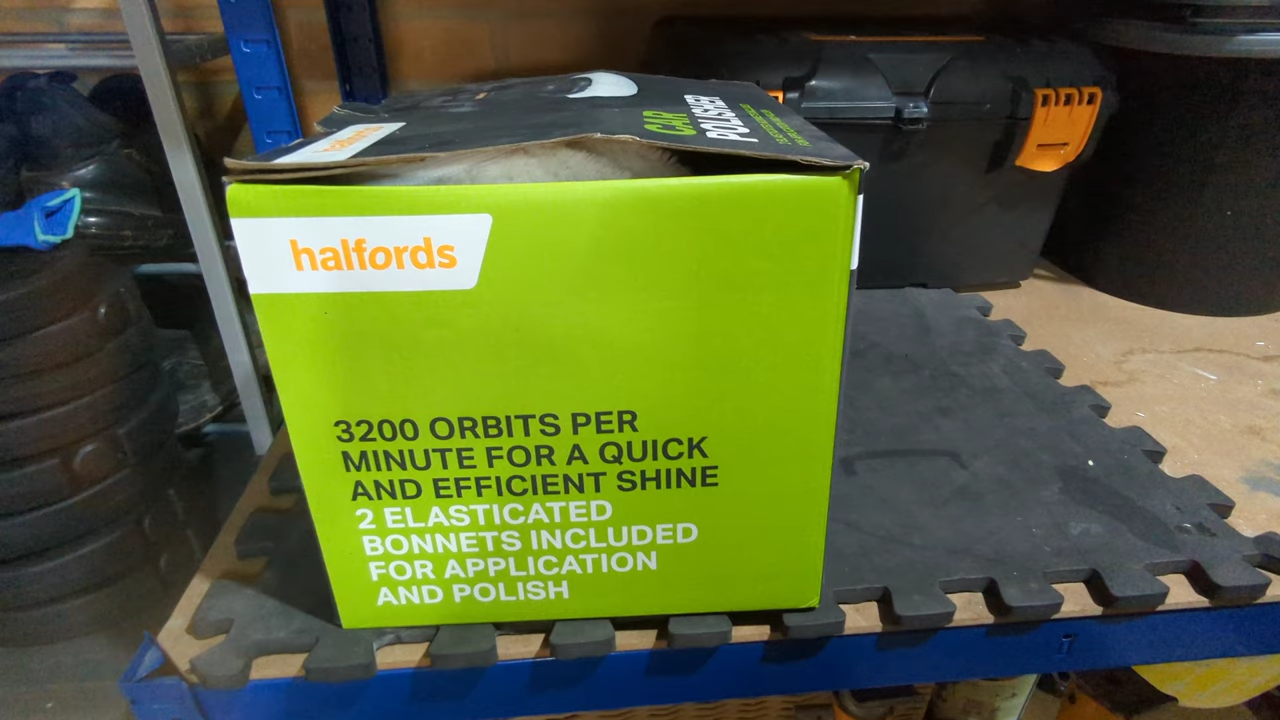 halfords
CAR
POLISHER
halfords
3200 ORBITS PER
MINUTE FOR A QUICK
AND EFFICIENT SHINE
2 ELASTICATED
BONNETS INCLUDED
FOR APPLICATION
AND POLISH